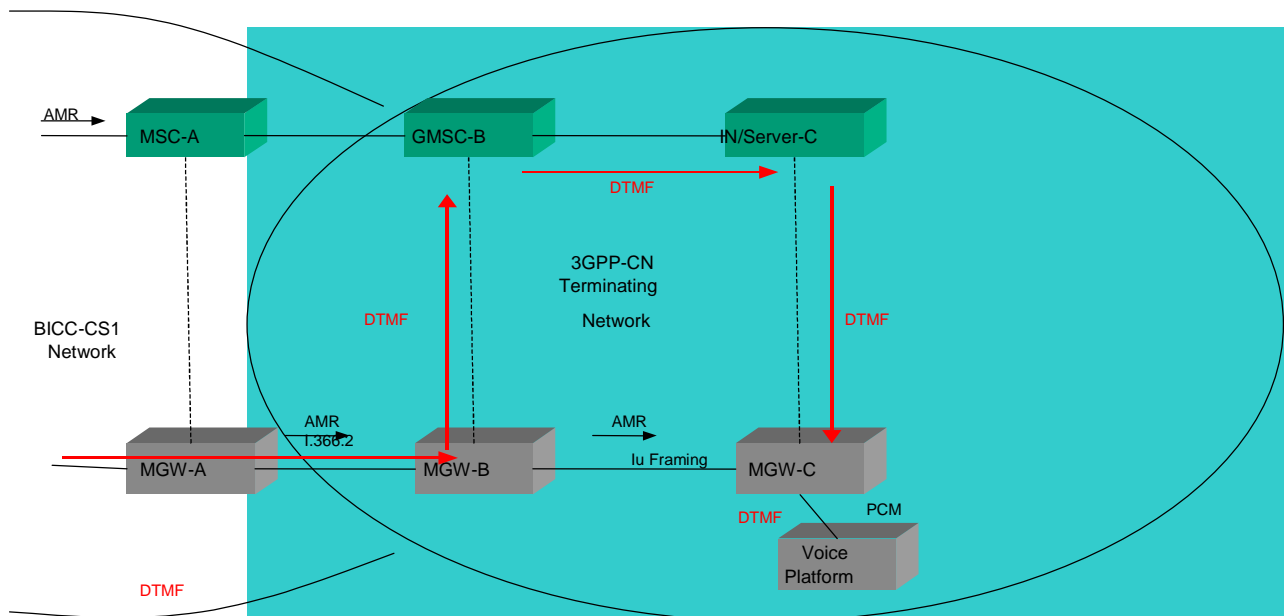 AMR
MSC-A
GMSC-B
IN/Server-C
DTMF
3GPP-CN
Terminating
Network
DTMF
DTMF
BICC-CS1
Network
AMR
I.366.2
AMR
Iu Framing
MGW-A
MGW-B
MGW-C
DTMF
PCM
Voice
Platform
DTMF